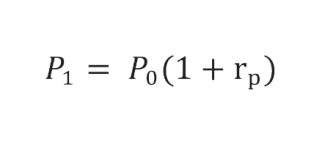 P₁ = P₀(1 + rₚ)